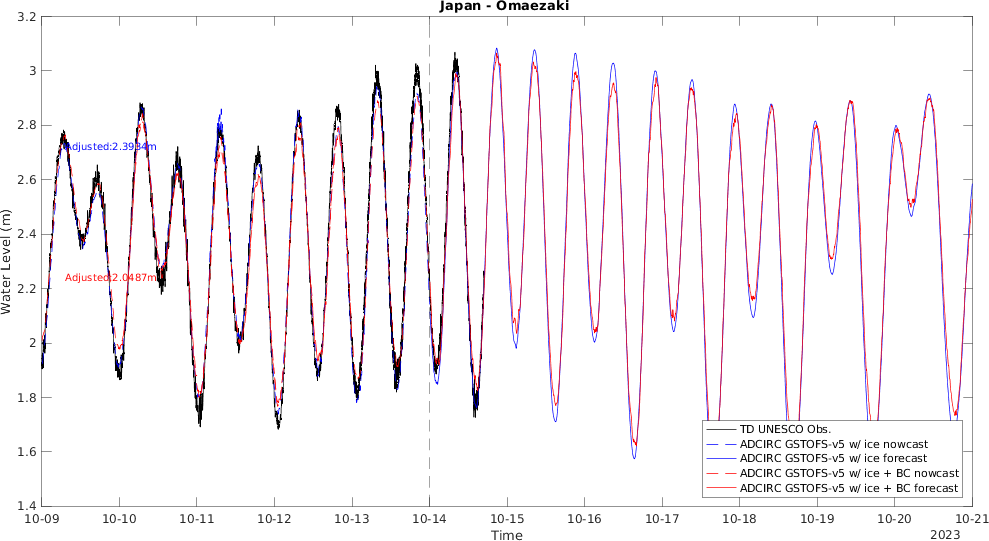 Japan - Omaezaki
3.2
3
2.8
2.6
2.4
2.2
2
1.8
1.6
1.4
Water Level (m)
Adjusted:2.3934m
Adjusted:2.0487m
TD UNESCO Obs.
ADCIRC GSTOFS-v5 w/ ice nowcast
ADCIRC GSTOFS-v5 w/ ice forecast
ADCIRC GSTOFS-v5 w/ ice + BC nowcast
ADCIRC GSTOFS-v5 w/ ice + BC forecast
10-09 10-10 10-11 10-12 10-13 10-14 10-15 10-16 10-17 10-18 10-19 10-20 10-21
Time
2023